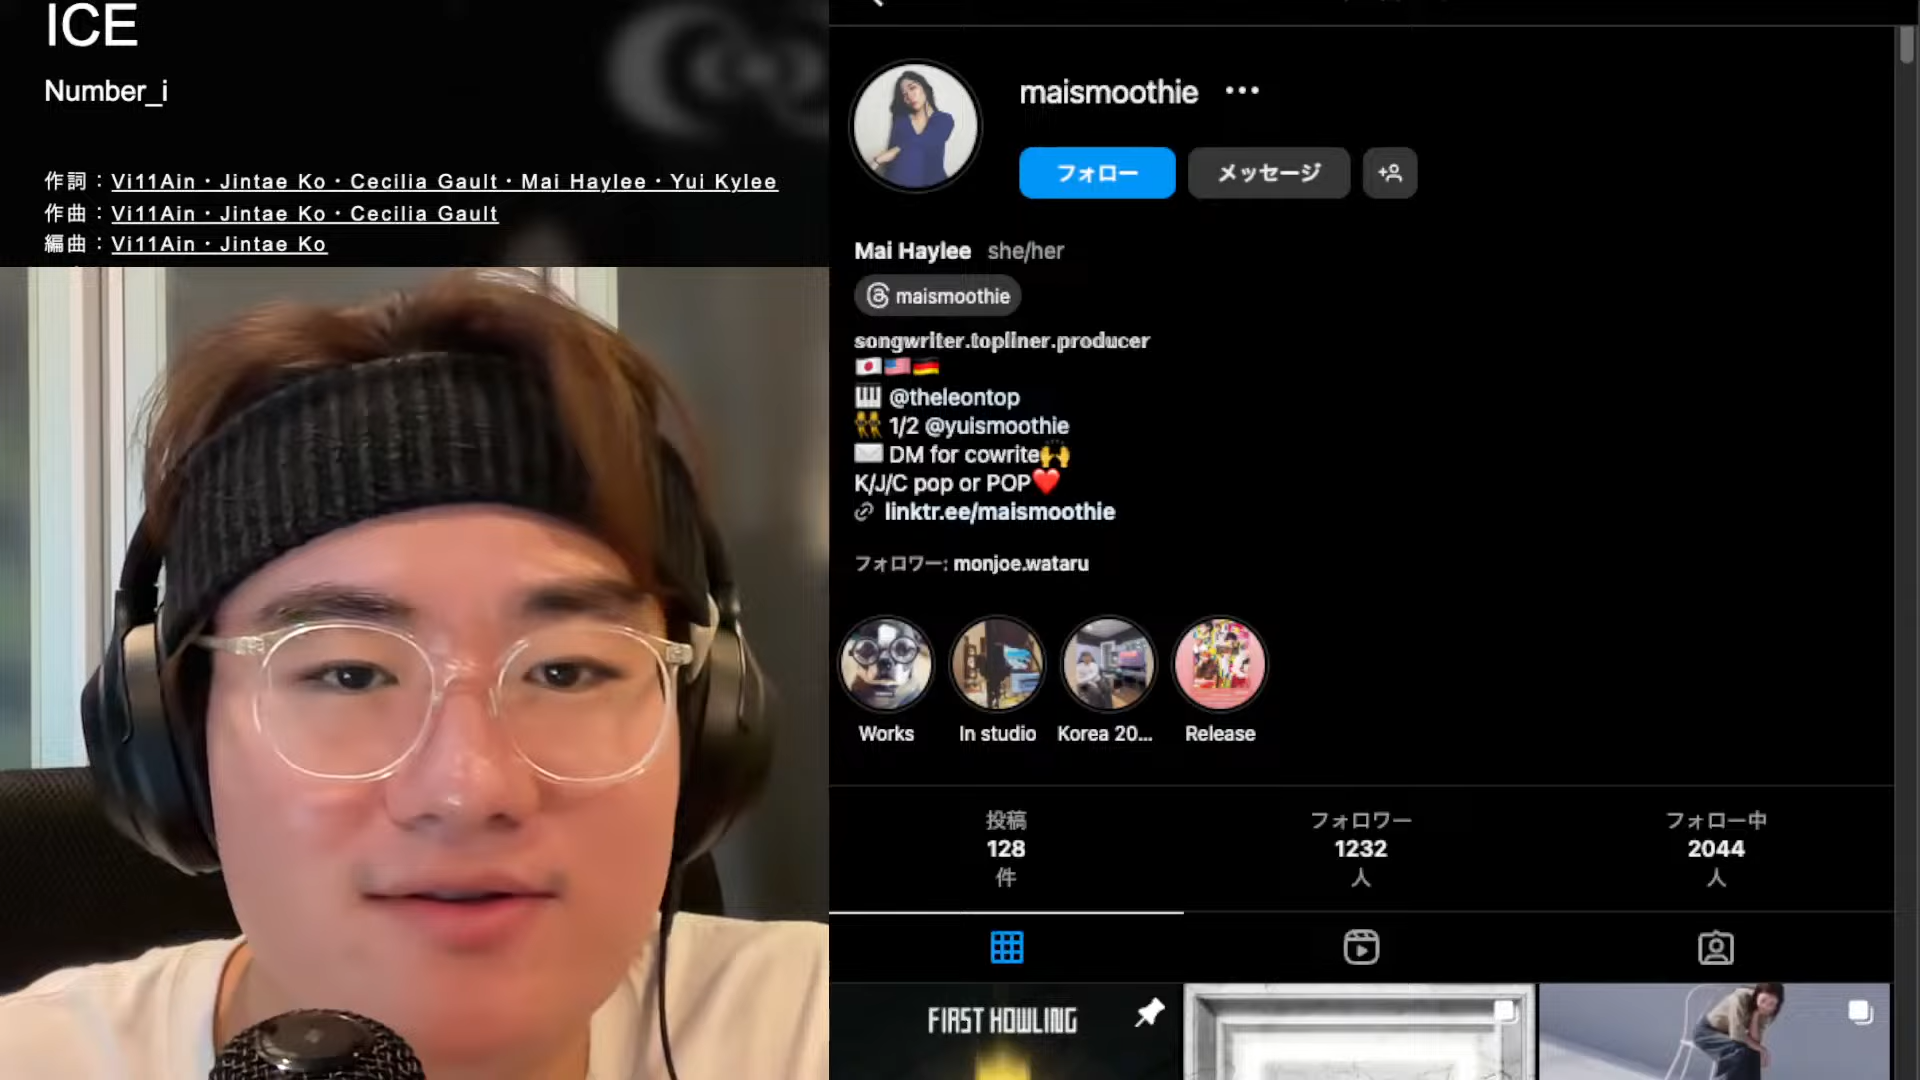 ICE
Number_i
作詞：Vi11Ain・Jintae Ko・Cecilia Gault・Mai Haylee・Yui Kylee
作曲：Vi11Ain・Jintae Ko・Cecilia Gault
編曲：Vi11Ain・Jintae Ko
maismoothie
フォロー
メッセージ
Mai Haylee she/her
maismoothie
songwriter.topliner.producer
@theleontop
1/2 @yuismoothie
DM for cowrite
K/J/C pop or POP
linktr.ee/maismoothie
フォロワー: monjoe.wataru
Works
In studio
Korea 20...
Release
投稿
128
件
フォロワー
1232
人
フォロー中
2044
人
FIRST HOWLING